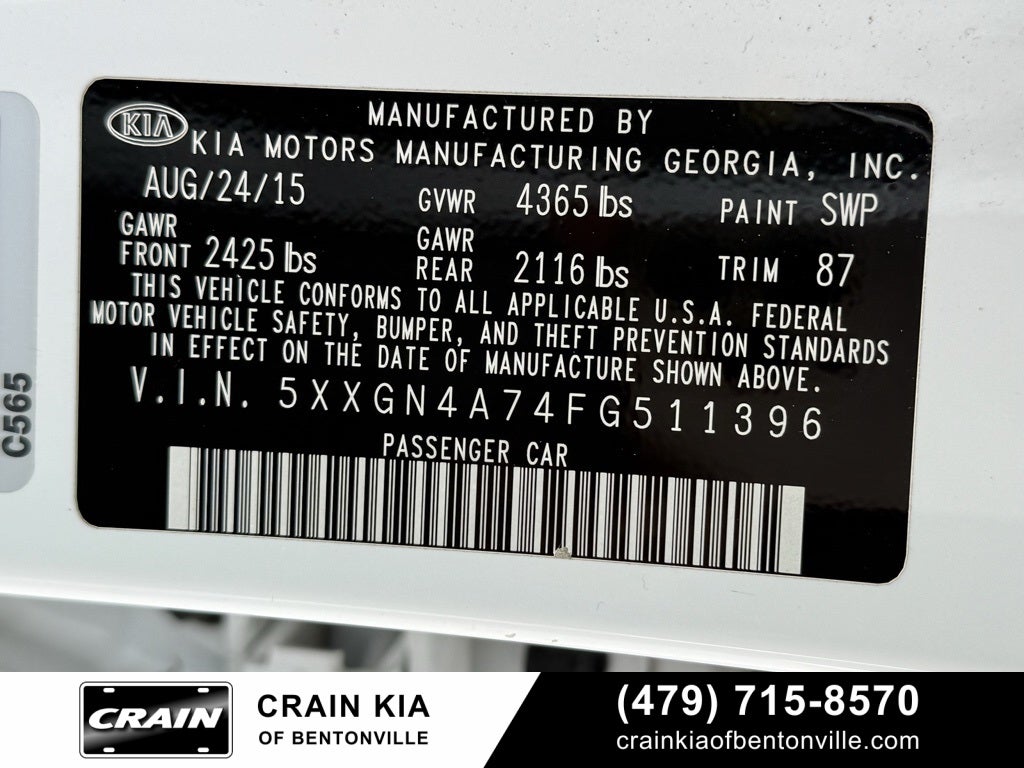 KIA
MANUFACTURED BY
KIA MOTORS MANUFACTURING GEORGIA, INC.
AUG/24/15 GVWR 4365 lbs PAINT SWP
GAWR FRONT 2425 lbs GAWR REAR 2116 lbs TRIM 87
THIS VEHICLE CONFORMS TO ALL APPLICABLE U.S.A. FEDERAL
MOTOR VEHICLE SAFETY, BUMPER, AND THEFT PREVENTION STANDARDS
IN EFFECT ON THE DATE OF MANUFACTURE SHOWN ABOVE.
V.I.N. 5XXGN4A74FG511396
PASSENGER CAR
C565
CRAIN
CRAIN KIA
OF BENTONVILLE
(479) 715-8570
crainkiaofbentonville.com